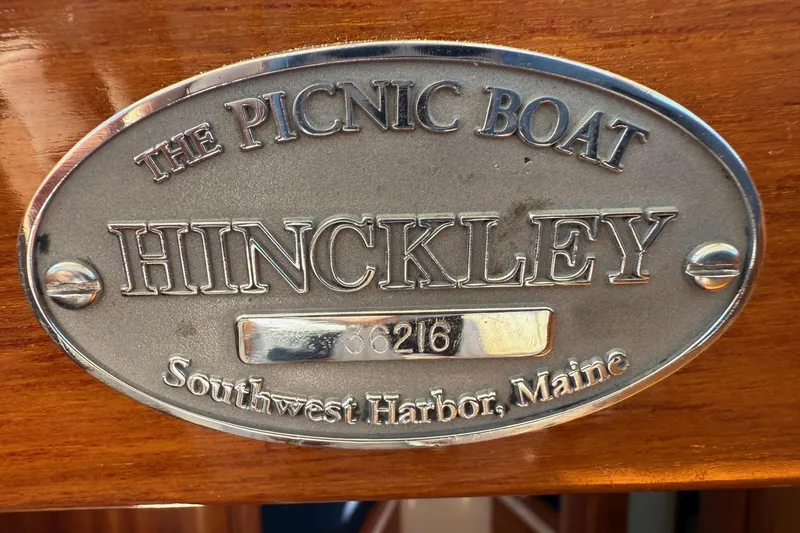 THE PICNIC BOAT
HINCKLEY
36216
Southwest Harbor, Maine